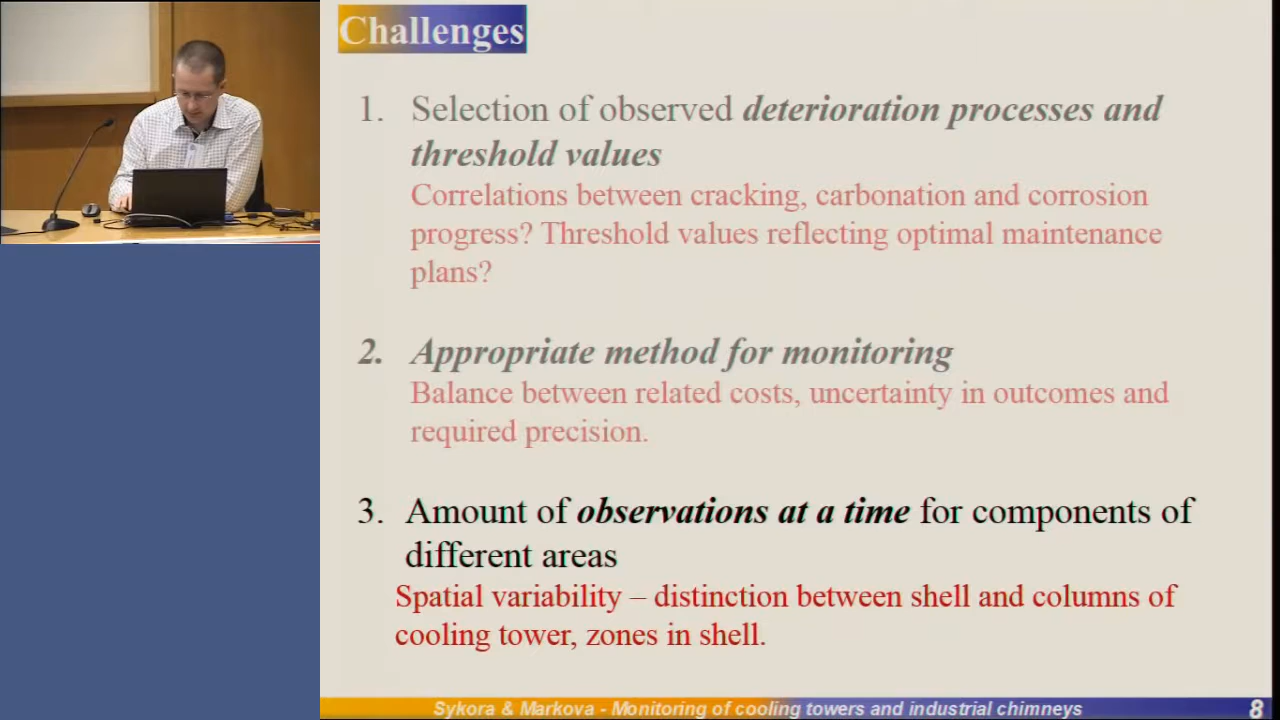 Challenges
1. Selection of observed deterioration processes and
threshold values
Correlations between cracking, carbonation and corrosion
progress? Threshold values reflecting optimal maintenance
plans?
2. Appropriate method for monitoring
Balance between related costs, uncertainty in outcomes and
required precision.
3. Amount of observations at a time for components of
different areas
Spatial variability – distinction between shell and columns of
cooling tower, zones in shell.
Sykora & Markova - Monitoring of cooling towers and industrial chimneys 8